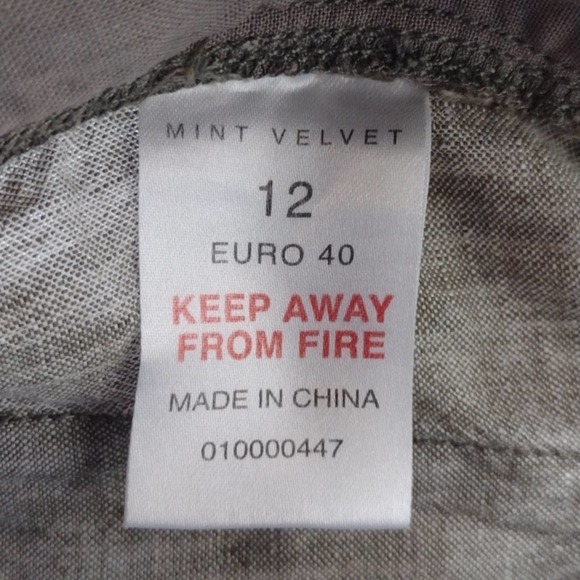 MINT VELVET
12
EURO 40
KEEP AWAY
FROM FIRE
MADE IN CHINA
010000447